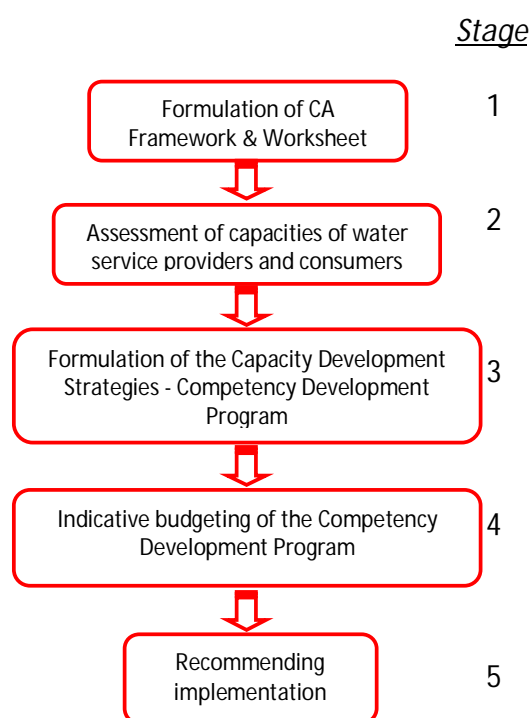 Stage
Formulation of CA
Framework & Worksheet
1
Assessment of capacities of water
service providers and consumers
2
Formulation of the Capacity Development
Strategies - Competency Development
Program
3
Indicative budgeting of the Competency
Development Program
4
Recommending
implementation
5